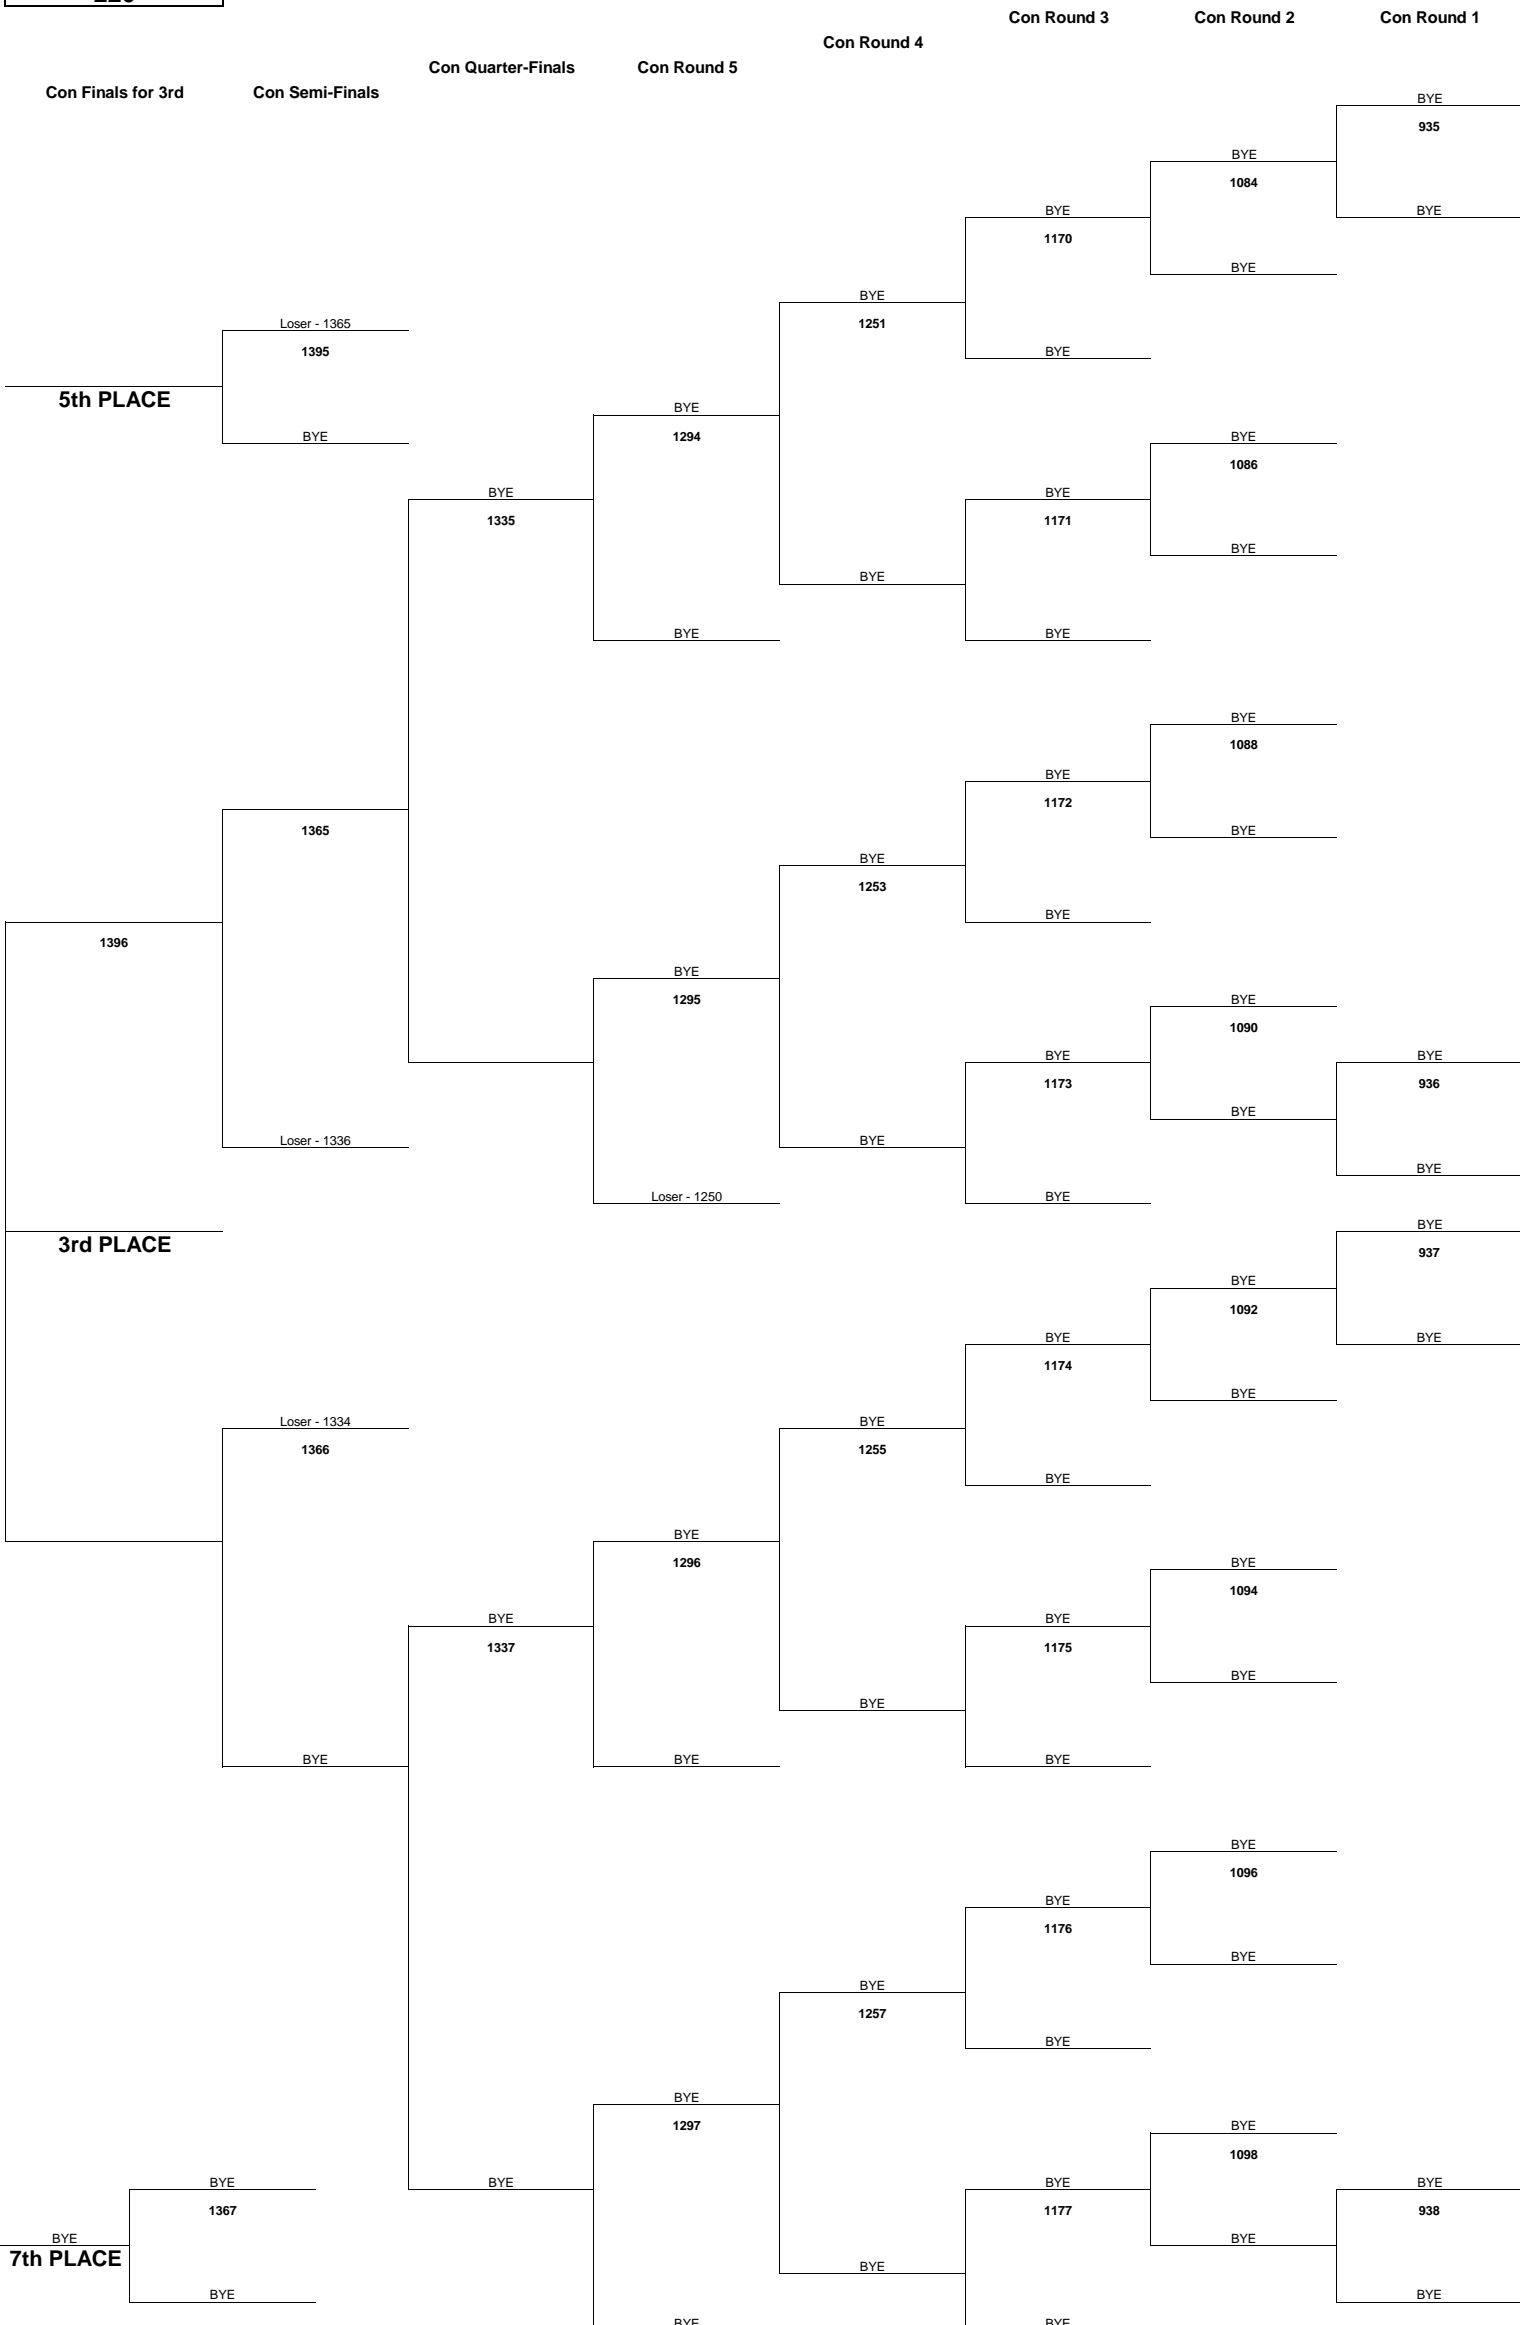 Con Round 3 Con Round 2 Con Round 1
Con Round 4
Con Quarter-Finals Con Round 5
Con Finals for 3rd Con Semi-Finals
BYE
935
BYE
1084
BYE BYE
1170
BYE
BYE
Loser - 1365 1251
1395 BYE
5th PLACE
BYE
1294 BYE BYE
1086
BYE BYE
1335 1171
BYE
BYE
BYE BYE
BYE
1088
BYE
1172
1365 BYE
BYE
1253
BYE
1396
BYE
1295 BYE
1090
BYE BYE
1173 936
BYE
Loser - 1336 BYE
BYE
Loser - 1250 BYE
BYE
3rd PLACE 937
BYE
1092
BYE BYE
1174
BYE
Loser - 1334 BYE
1366 1255
BYE
BYE
1296 BYE
1094
BYE BYE
1337 1175
BYE
BYE
BYE BYE BYE
BYE
1096
BYE
1176
BYE
BYE
1257
BYE
BYE
1297 BYE
1098
BYE BYE BYE BYE
1367 1177 938
BYE BYE
7th PLACE
BYE
BYE BYE
BYE BYE